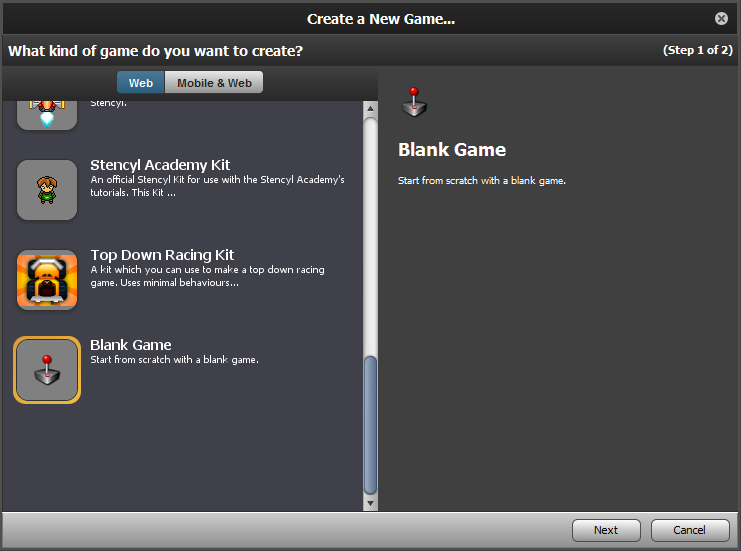 Create a New Game...
What kind of game do you want to create?
(Step 1 of 2)
Web
Mobile & Web
Stencyl.
Stencyl Academy Kit
An official Stencyl Kit for use with the Stencyl Academy's
tutorials. This Kit ...
Top Down Racing Kit
A kit which you can use to make a top down racing
game. Uses minimal behaviours...
Blank Game
Start from scratch with a blank game.
Blank Game
Start from scratch with a blank game.
Next
Cancel